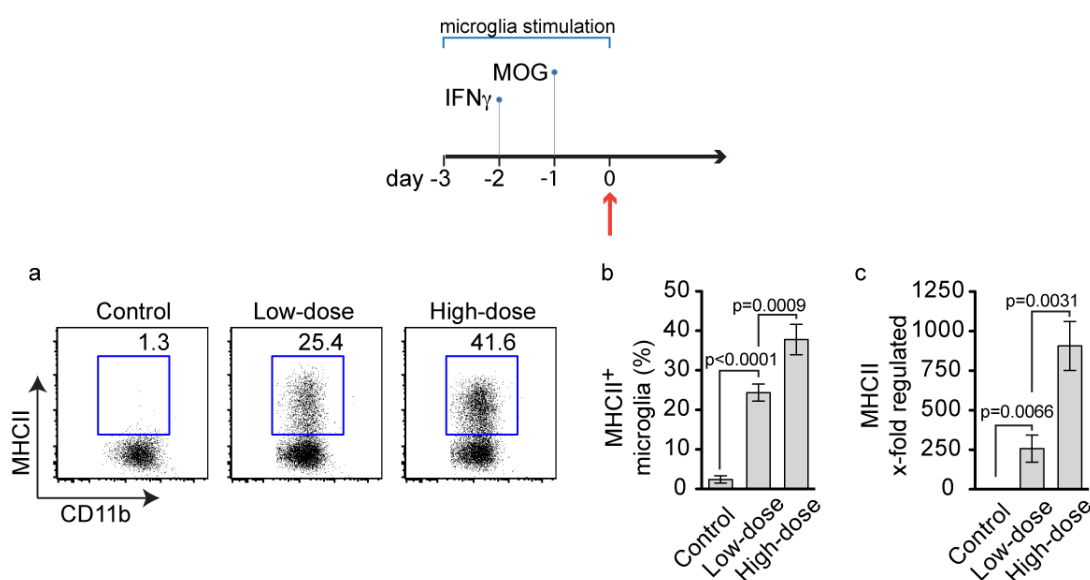 microglia stimulation
MOG
IFNγ
day -3 -2 -1 0
a
Control Low-dose High-dose
1.3 25.4 41.6
MHCII
CD11b
b
MHCII+
microglia (%)
50
40
30
20
10
0
p=0.0009
p<0.0001
Control
Low-dose
High-dose
c
MHCII
x-fold regulated
1250
1000
750
500
250
0
p=0.0031
p=0.0066
Control
Low-dose
High-dose